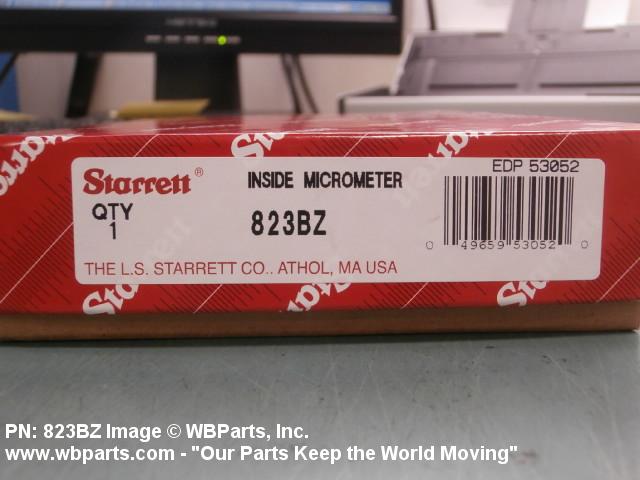 Starrett®
INSIDE MICROMETER
EDP 53052
QTY
1
823BZ
0 49659 53052 0
THE L.S. STARRETT CO.. ATHOL, MA USA
Starrett
PN: 823BZ Image © WBParts, Inc.
www.wbparts.com - "Our Parts Keep the World Moving"